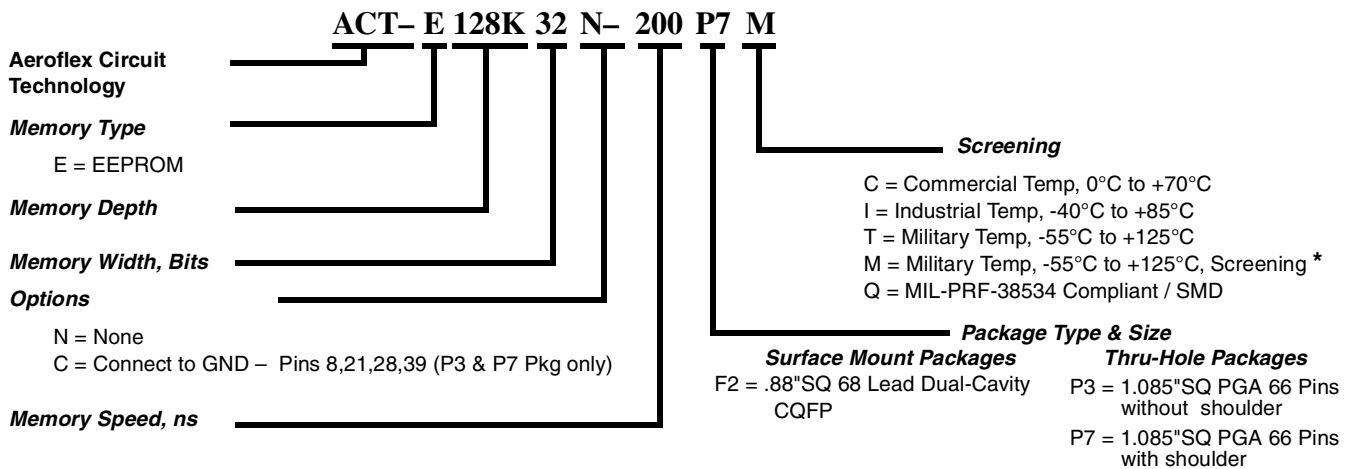 ACT– E 128K 32 N– 200 P7 M
Aeroflex Circuit
Technology
Memory Type
E = EEPROM
Memory Depth
Memory Width, Bits
Options
N = None
C = Connect to GND – Pins 8,21,28,39 (P3 & P7 Pkg only)
Memory Speed, ns
Screening
C = Commercial Temp, 0°C to +70°C
I = Industrial Temp, -40°C to +85°C
T = Military Temp, -55°C to +125°C
M = Military Temp, -55°C to +125°C, Screening *
Q = MIL-PRF-38534 Compliant / SMD
Package Type & Size
Surface Mount Packages
F2 = .88"SQ 68 Lead Dual-Cavity
CQFP
Thru-Hole Packages
P3 = 1.085"SQ PGA 66 Pins
without shoulder
P7 = 1.085"SQ PGA 66 Pins
with shoulder